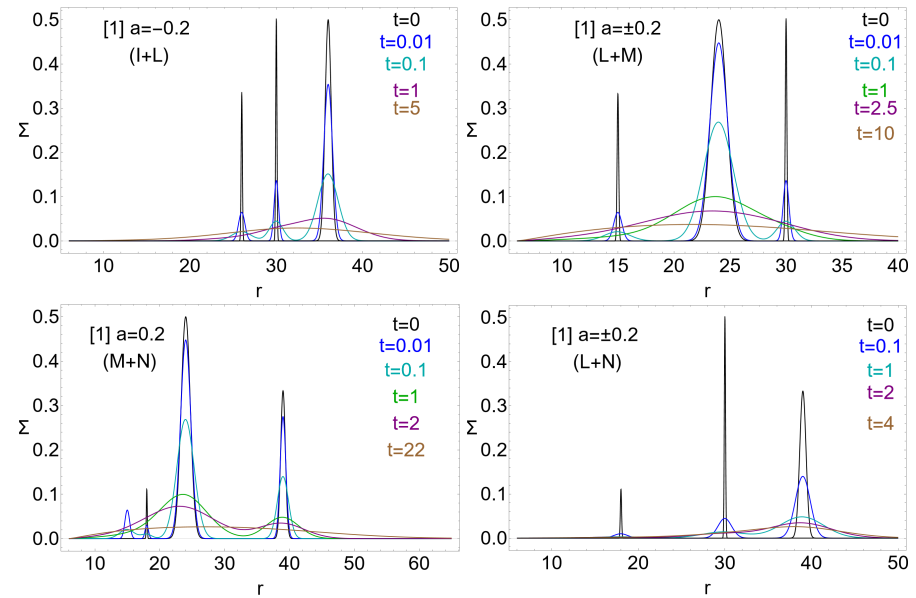 [1] a=−0.2
(I+L)
t=0
t=0.01
t=0.1
t=1
t=5
0.5
0.4
0.3
0.2
0.1
0.0
Σ
10 20 30 40 50
r
[1] a=±0.2
(L+M)
t=0
t=0.01
t=0.1
t=1
t=2.5
t=10
0.5
0.4
0.3
0.2
0.1
0.0
Σ
10 15 20 25 30 35 40
r
[1] a=0.2
(M+N)
t=0
t=0.01
t=0.1
t=1
t=2
t=22
0.5
0.4
0.3
0.2
0.1
0.0
Σ
10 20 30 40 50 60
r
[1] a=±0.2
(L+N)
t=0
t=0.1
t=1
t=2
t=4
0.5
0.4
0.3
0.2
0.1
0.0
Σ
10 20 30 40 50
r